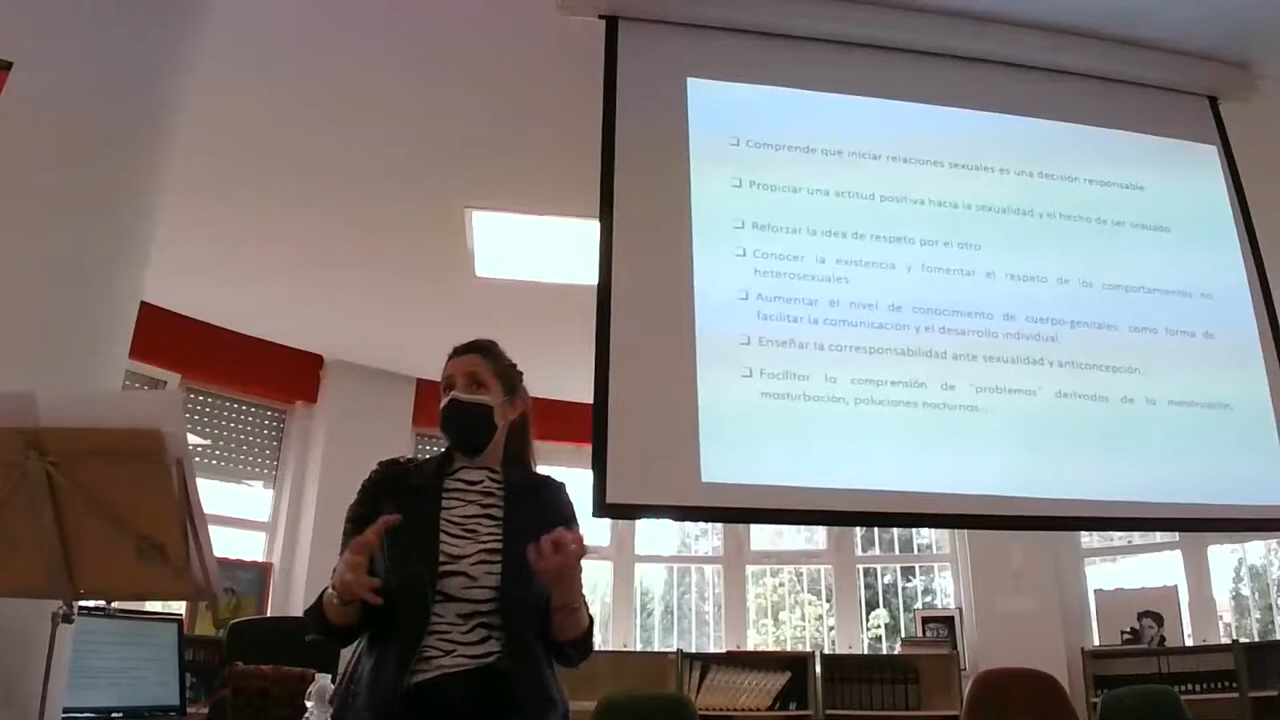 ❑ Comprende que iniciar relaciones sexuales es una decisión responsable
❑ Propiciar una actitud positiva hacia la sexualidad y el hecho de ser sexuado
❑ Reforzar la idea de respeto por el otro
❑ Conocer la existencia y fomentar el respeto de los comportamientos no
heterosexuales
❑ Aumentar el nivel de conocimiento de cuerpo-genitales, como forma de
facilitar la comunicación y el desarrollo individual
❑ Enseñar la corresponsabilidad ante sexualidad y anticoncepción.
❑ Facilitar la comprensión de "problemas" derivados de la menstruación,
masturbación, poluciones nocturnas...